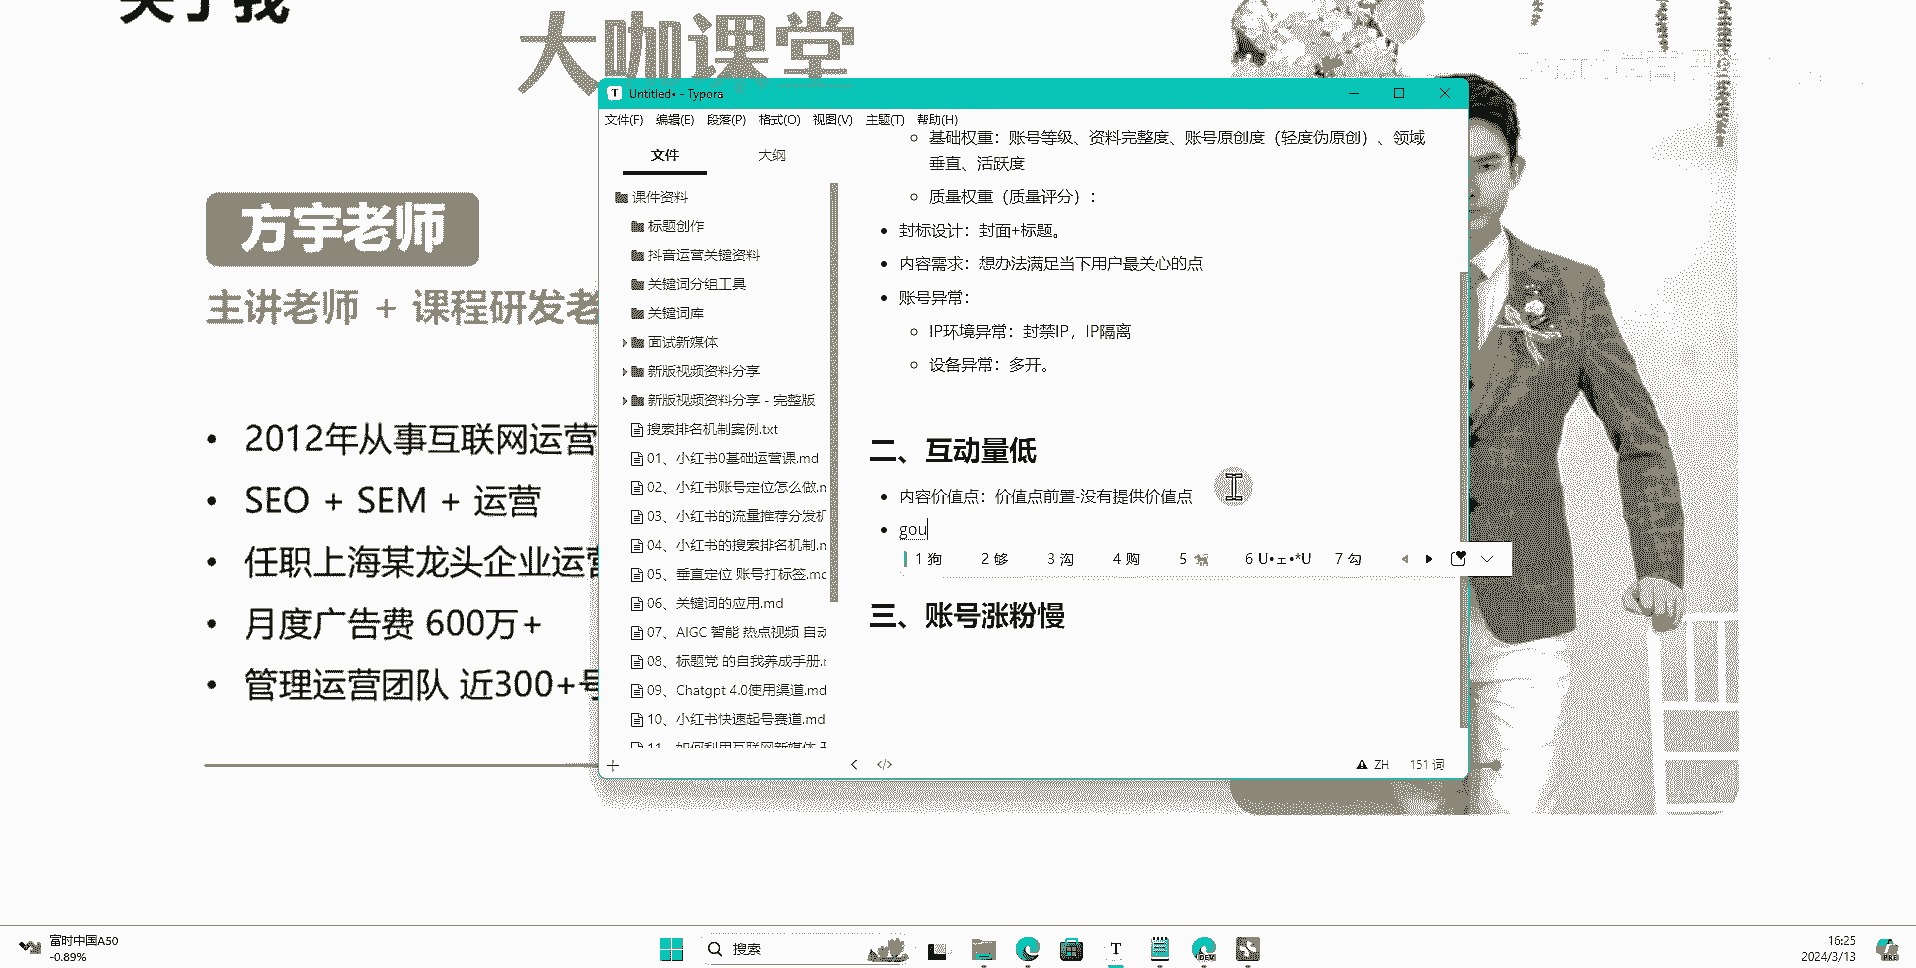 关于我
大咖课堂
方宇老师
主讲老师 + 课程研发老
2012年从事互联网运营
SEO + SEM + 运营
任职上海某龙头企业运营
月度广告费 600万+
管理运营团队 近300+号
Untitled• - Typora
文件(F) 编辑(E) 段落(P) 格式(O) 视图(V) 主题(T) 帮助(H)
文件 大纲
课件资料
标题创作
抖音运营关键资料
关键词分组工具
关键词库
面试新媒体
新版视频资料分享
新版视频资料分享 - 完整版
搜索排名机制案例.txt
01、小红书0基础运营课.md
02、小红书账号定位怎么做.m
03、小红书的流量推荐分发机
04、小红书的搜索排名机制.m
05、垂直定位 账号打标签.md
06、关键词的应用.md
07、AIGC 智能 热点视频 自动
08、标题党 的自我养成手册.m
09、Chatgpt 4.0使用渠道.md
10、小红书快速起号赛道.md
11、如何利用互联网新媒体
基础权重：账号等级、资料完整度、账号原创度（轻度伪原创）、领域
垂直、活跃度
质量权重（质量评分）：
封标设计：封面+标题。
内容需求：想办法满足当下用户最关心的点
账号异常：
IP环境异常：封禁IP，IP隔离
设备异常：多开。
二、互动量低
内容价值点：价值点前置-没有提供价值点
gou
1 狗 2 够 3 沟 4 购 5 🐕 6 U•ェ•*U 7 勾
三、账号涨粉慢
ZH 151 词
富时中国A50
-0.89%
搜索
T
DEV
16:25
2024/3/13
PRE